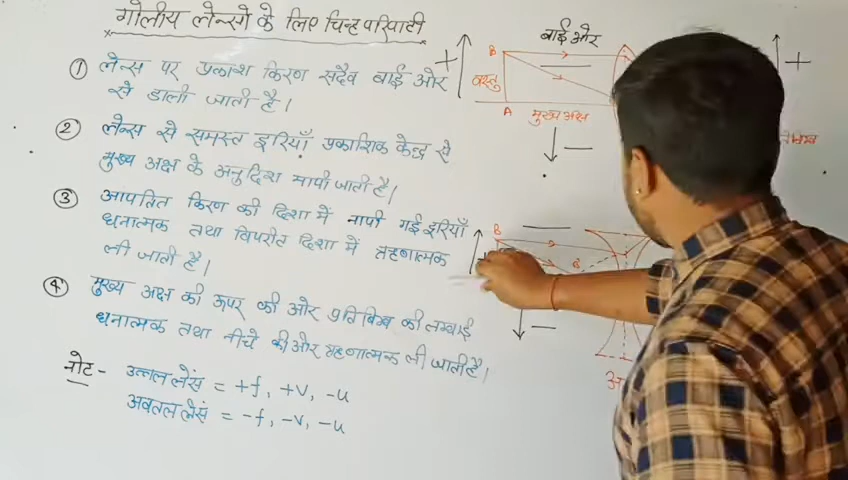 गोलीय लेन्सो के लिए चिन्ह परिपाटी
① लेन्स पर प्रकाश किरण सदैव बाई ओर
से डाली जाती है।
② लेन्स से समस्त दूरियाँ प्रकाशिक केन्द्र से
मुख्य अक्ष के अनुदिश मापी जाती है।
③ आपतित किरण की दिशा में नापी गई दूरियाँ
धनात्मक तथा विपरीत दिशा में ऋृणात्मक
ली जाती है।
④ मुख्य अक्ष की ऊपर की ओर प्रतिबिम्ब की लम्बाई
धनात्मक तथा नीचे की ओर ऋृणात्मक ली जाती है।
नोट - उत्तल लेंस = +f, +v, -u
अवतल लेंस = -f, -v, -u
बाई ओर
+
B
वस्तु
A
मुख्य अक्ष
—
+
B
B'
—
अ